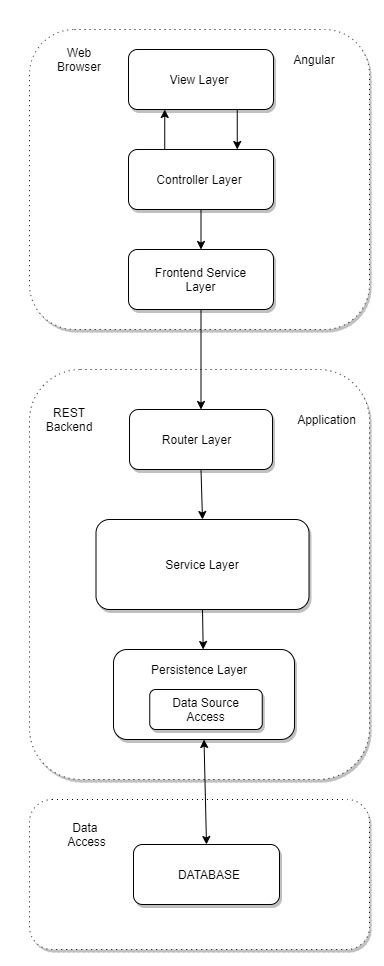 Web
Browser
Angular
View Layer
Controller Layer
Frontend Service
Layer
REST
Backend
Application
Router Layer
Service Layer
Persistence Layer
Data Source
Access
Data
Access
DATABASE